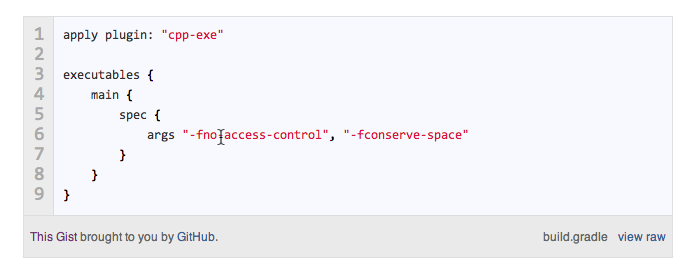 1 apply plugin: "cpp-exe"
2
3 executables {
4     main {
5         spec {
6             args "-fno-access-control", "-fconserve-space"
7         }
8     }
9 }
This Gist brought to you by GitHub. build.gradle view raw